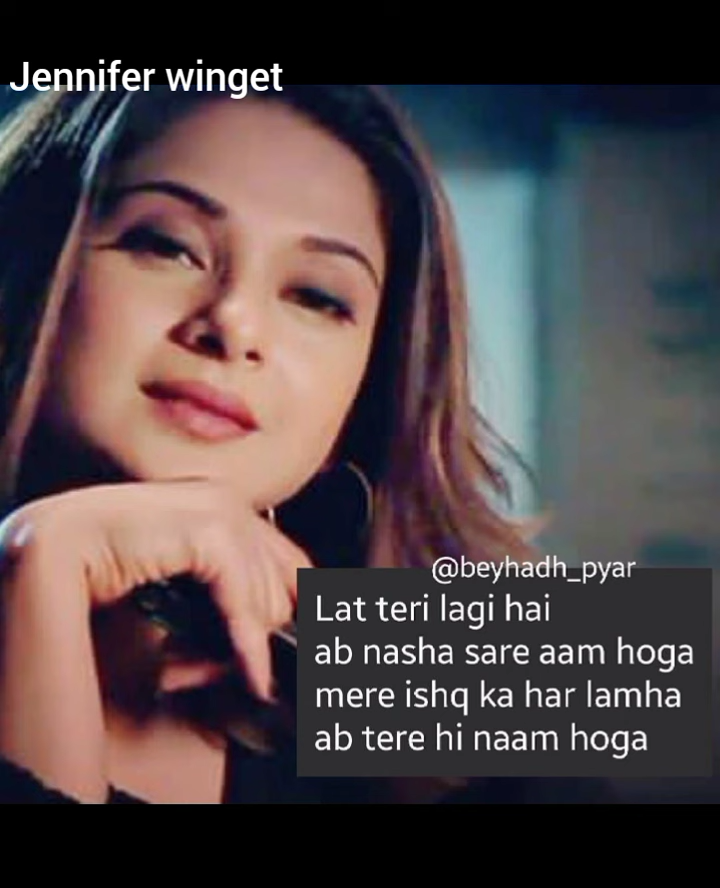 Jennifer winget
@beyhadh_pyar
Lat teri lagi hai
ab nasha sare aam hoga
mere ishq ka har lamha
ab tere hi naam hoga